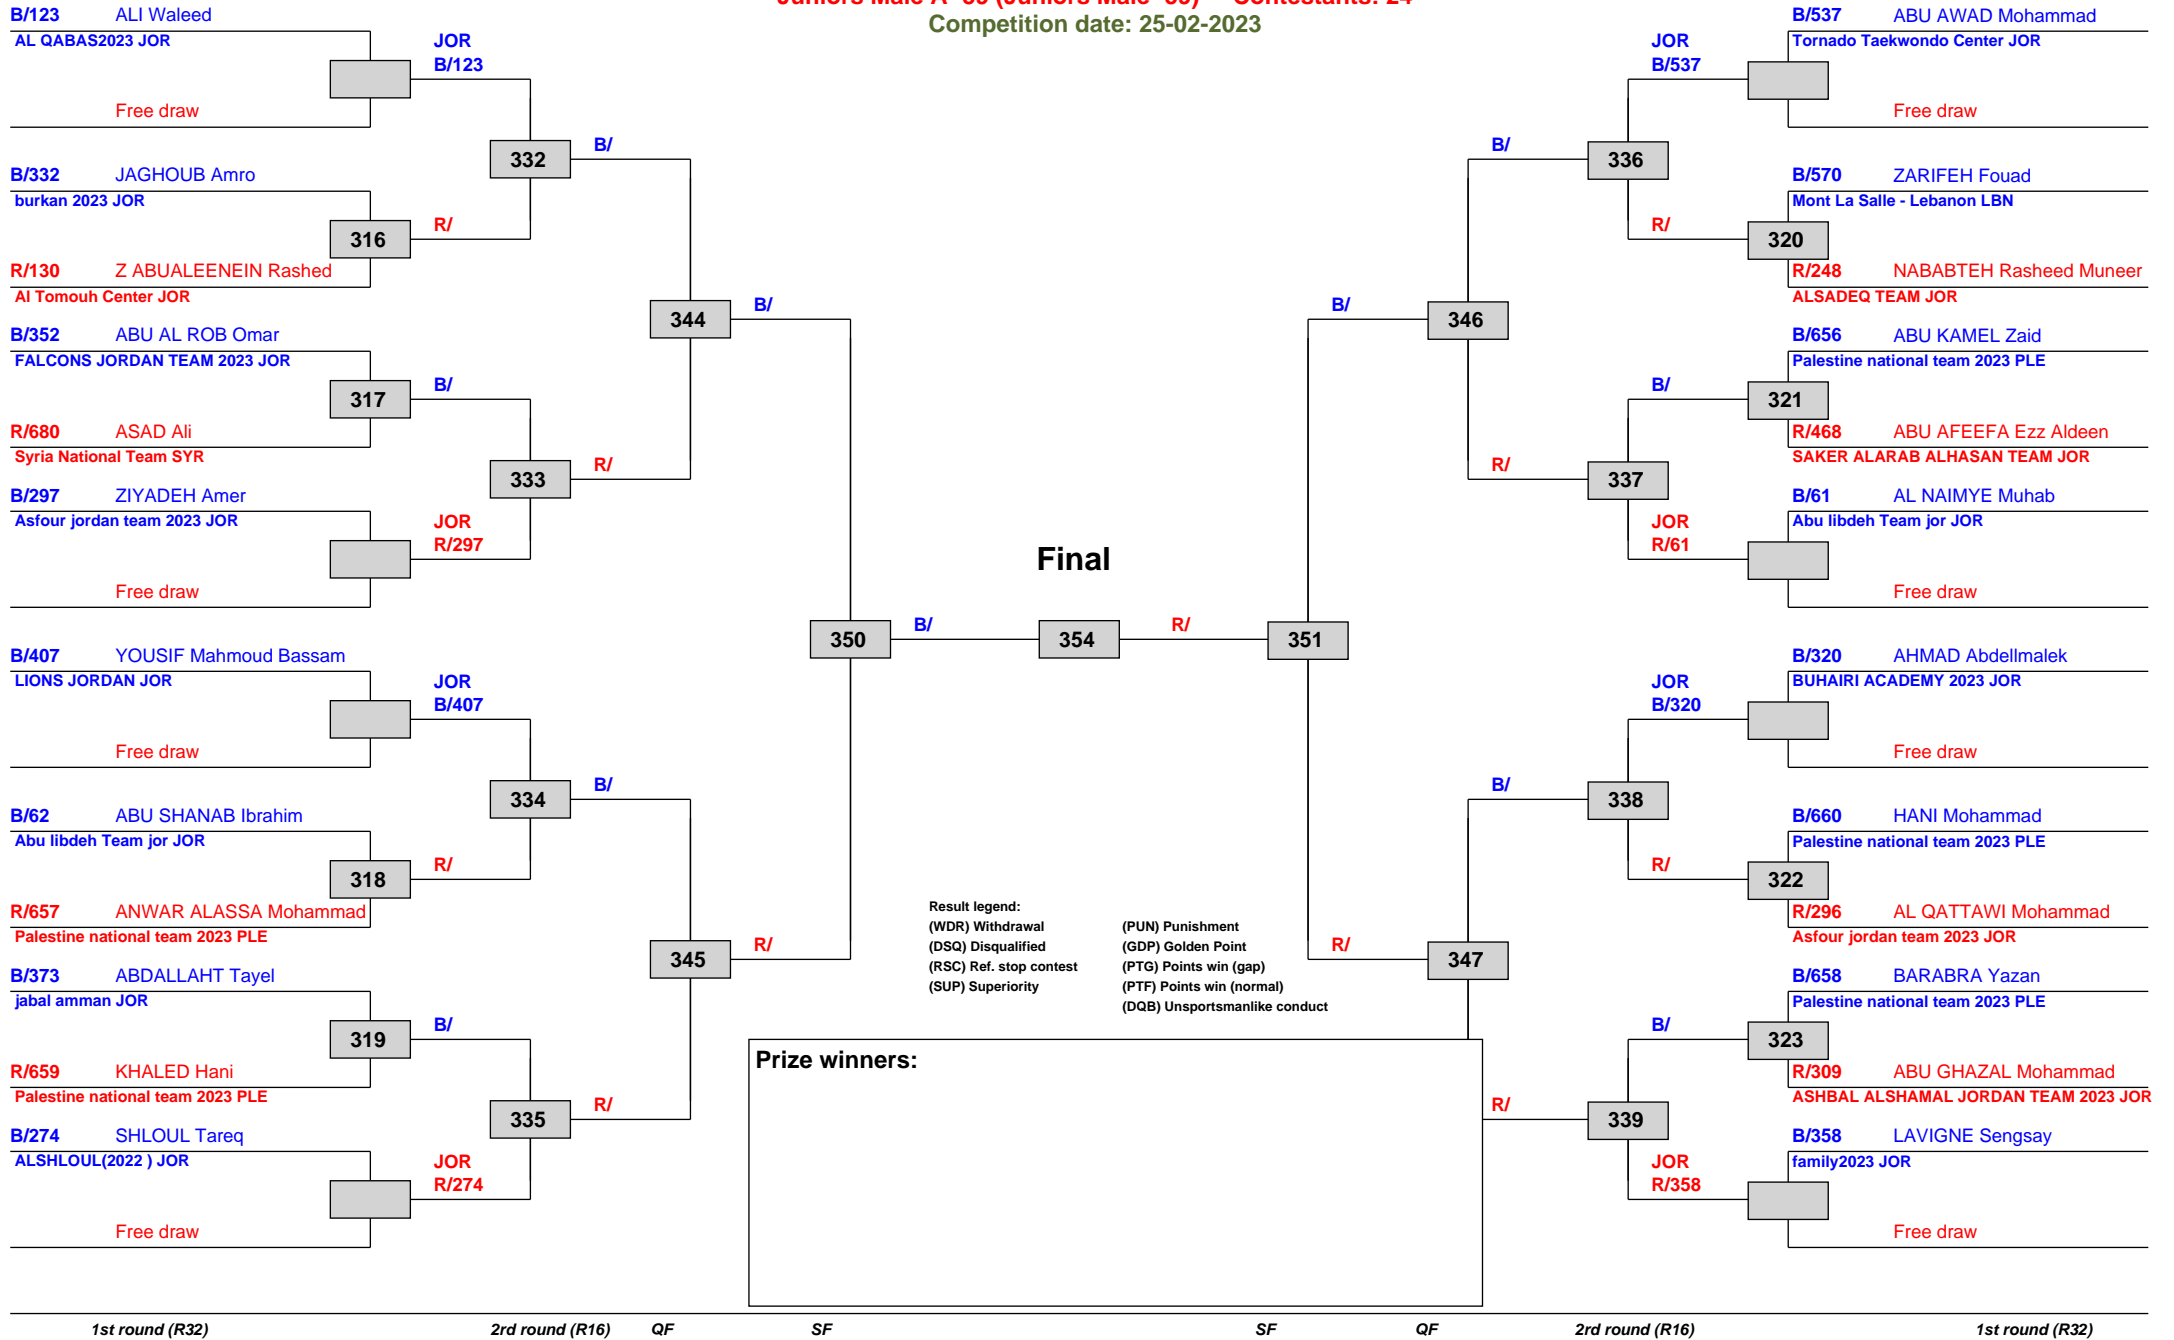 Competition date: 25-02-2023
B/123 ALI Waleed
AL QABAS2023 JOR
Free draw
JOR
B/123
B/332 JAGHOUB Amro
burkan 2023 JOR
316
R/130 Z ABUALEENEIN Rashed
Al Tomouh Center JOR
R/
332
B/
B/352 ABU AL ROB Omar
FALCONS JORDAN TEAM 2023 JOR
317
R/680 ASAD Ali
Syria National Team SYR
B/
B/297 ZIYADEH Amer
Asfour jordan team 2023 JOR
Free draw
JOR
R/297
333
R/
344
B/
B/407 YOUSIF Mahmoud Bassam
LIONS JORDAN JOR
Free draw
JOR
B/407
B/62 ABU SHANAB Ibrahim
Abu libdeh Team jor JOR
318
R/657 ANWAR ALASSA Mohammad
Palestine national team 2023 PLE
R/
334
B/
B/373 ABDALLAHT Tayel
jabal amman JOR
319
R/659 KHALED Hani
Palestine national team 2023 PLE
B/
B/274 SHLOUL Tareq
ALSHLOUL(2022 ) JOR
Free draw
JOR
R/274
335
R/
345
R/
350
B/
Final
354
R/
351
B/537 ABU AWAD Mohammad
Tornado Taekwondo Center JOR
Free draw
JOR
B/537
B/570 ZARIFEH Fouad
Mont La Salle - Lebanon LBN
320
R/248 NABABTEH Rasheed Muneer
ALSADEQ TEAM JOR
R/
336
B/
B/656 ABU KAMEL Zaid
Palestine national team 2023 PLE
321
R/468 ABU AFEEFA Ezz Aldeen
SAKER ALARAB ALHASAN TEAM JOR
B/
B/61 AL NAIMYE Muhab
Abu libdeh Team jor JOR
Free draw
JOR
R/61
337
R/
346
B/
B/320 AHMAD Abdellmalek
BUHAIRI ACADEMY 2023 JOR
Free draw
JOR
B/320
B/660 HANI Mohammad
Palestine national team 2023 PLE
322
R/296 AL QATTAWI Mohammad
Asfour jordan team 2023 JOR
R/
338
B/
B/658 BARABRA Yazan
Palestine national team 2023 PLE
323
R/309 ABU GHAZAL Mohammad
ASHBAL ALSHAMAL JORDAN TEAM 2023 JOR
B/
B/358 LAVIGNE Sengsay
family2023 JOR
Free draw
JOR
R/358
339
R/
347
R/
Result legend:
(WDR) Withdrawal (PUN) Punishment
(DSQ) Disqualified (GDP) Golden Point
(RSC) Ref. stop contest (PTG) Points win (gap)
(SUP) Superiority (PTF) Points win (normal)
(DQB) Unsportsmanlike conduct
Prize winners:
1st round (R32) 2rd round (R16) QF SF SF QF 2rd round (R16) 1st round (R32)